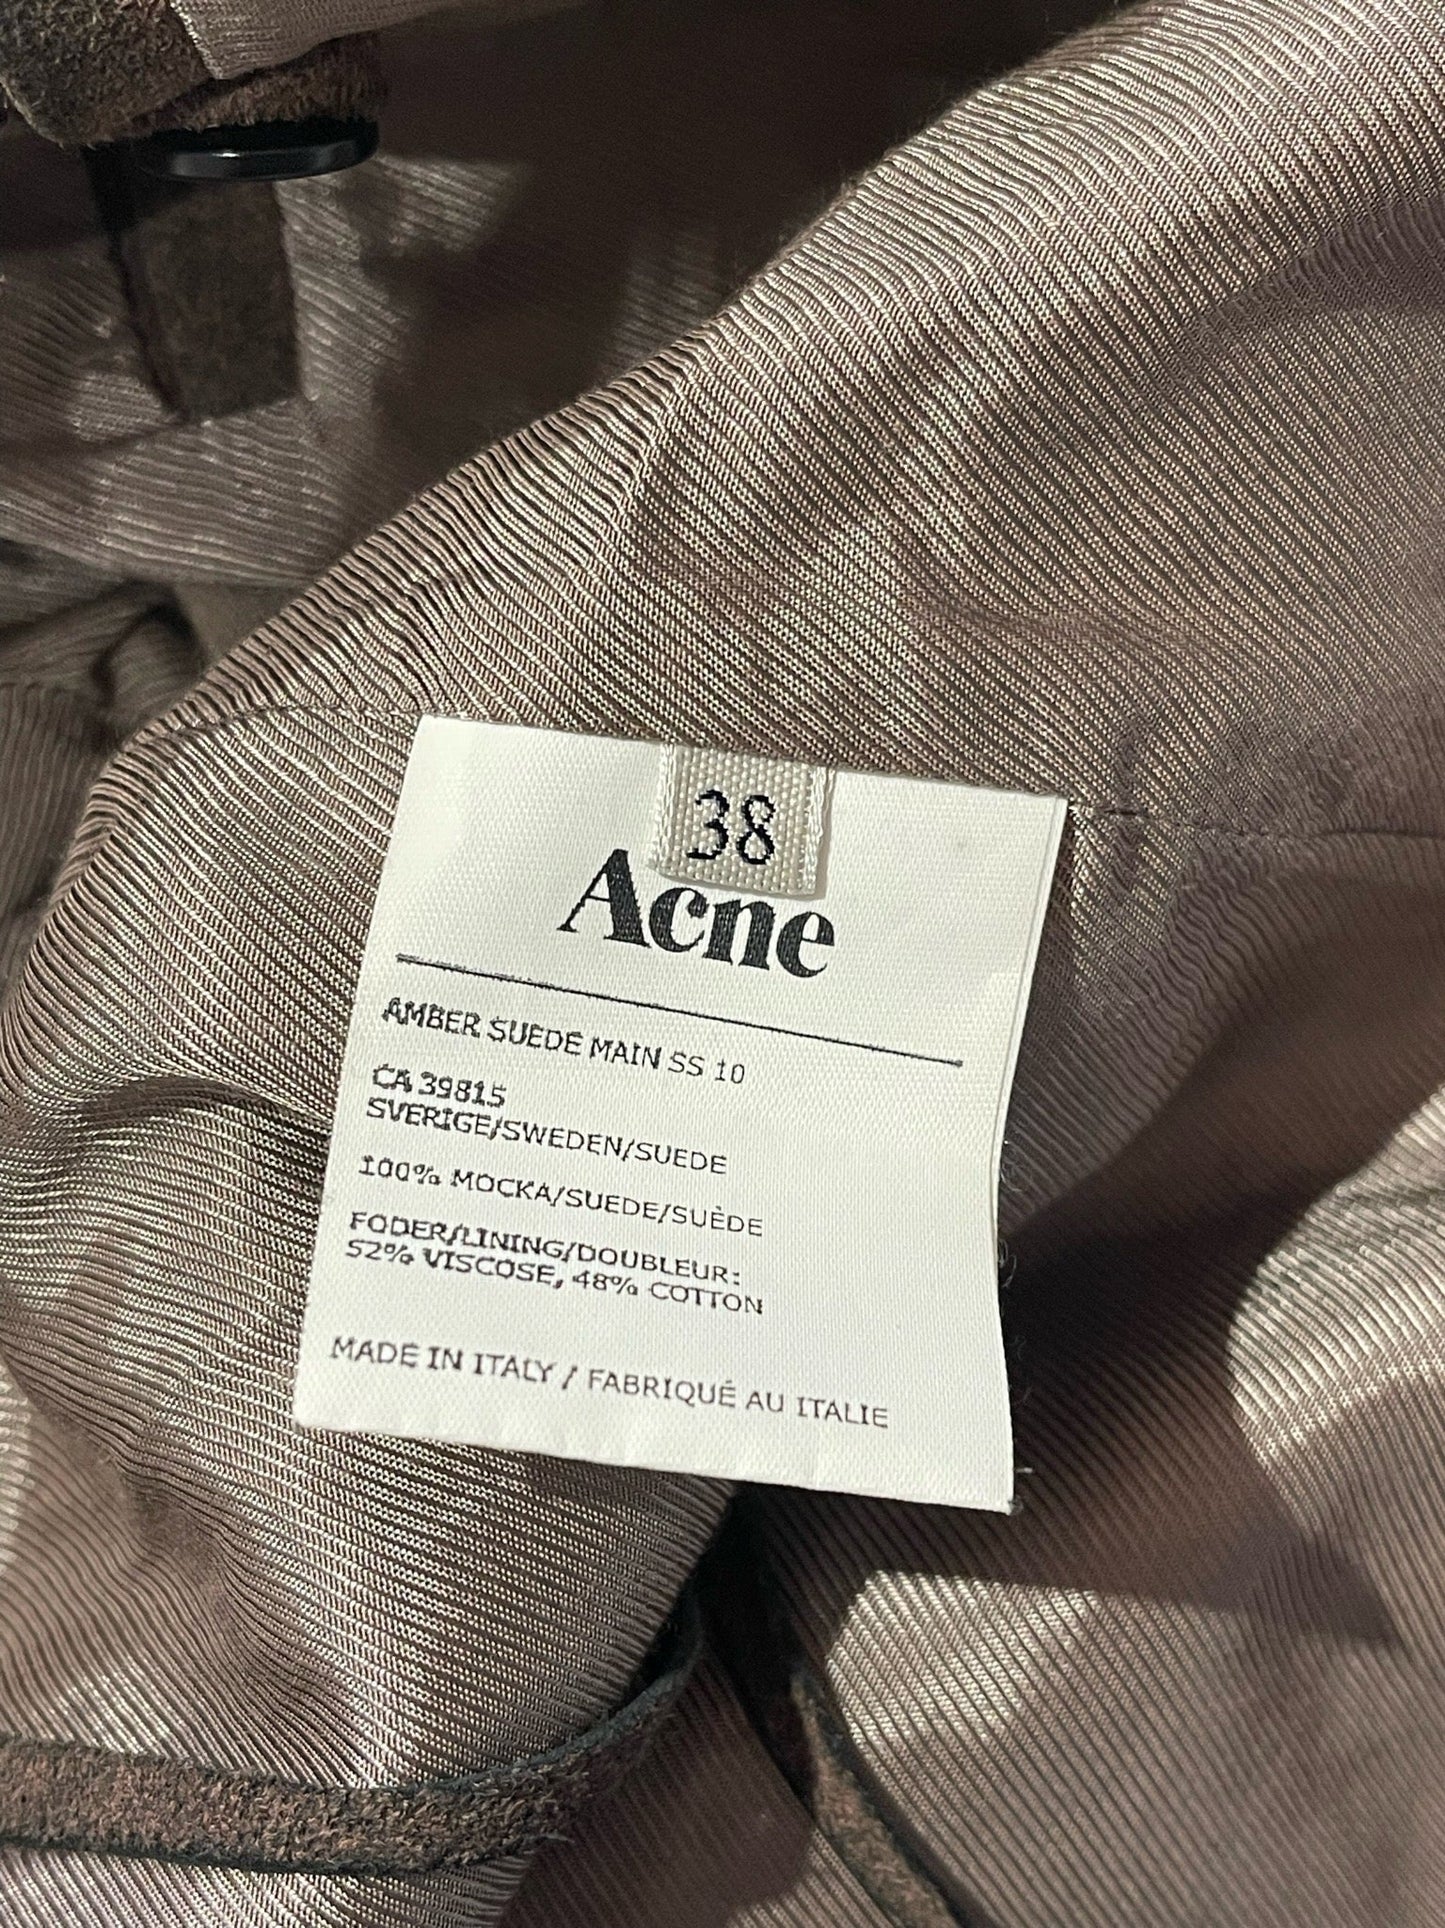 38
Acne
AMBER SUEDE MAIN SS 10
CA 39815
SVERIGE/SWEDEN/SUEDE
100% MOCKA/SUEDE/SUÈDE
FODER/LINING/DOUBLEUR:
52% VISCOSE, 48% COTTON
MADE IN ITALY / FABRIQUÉ AU ITALIE